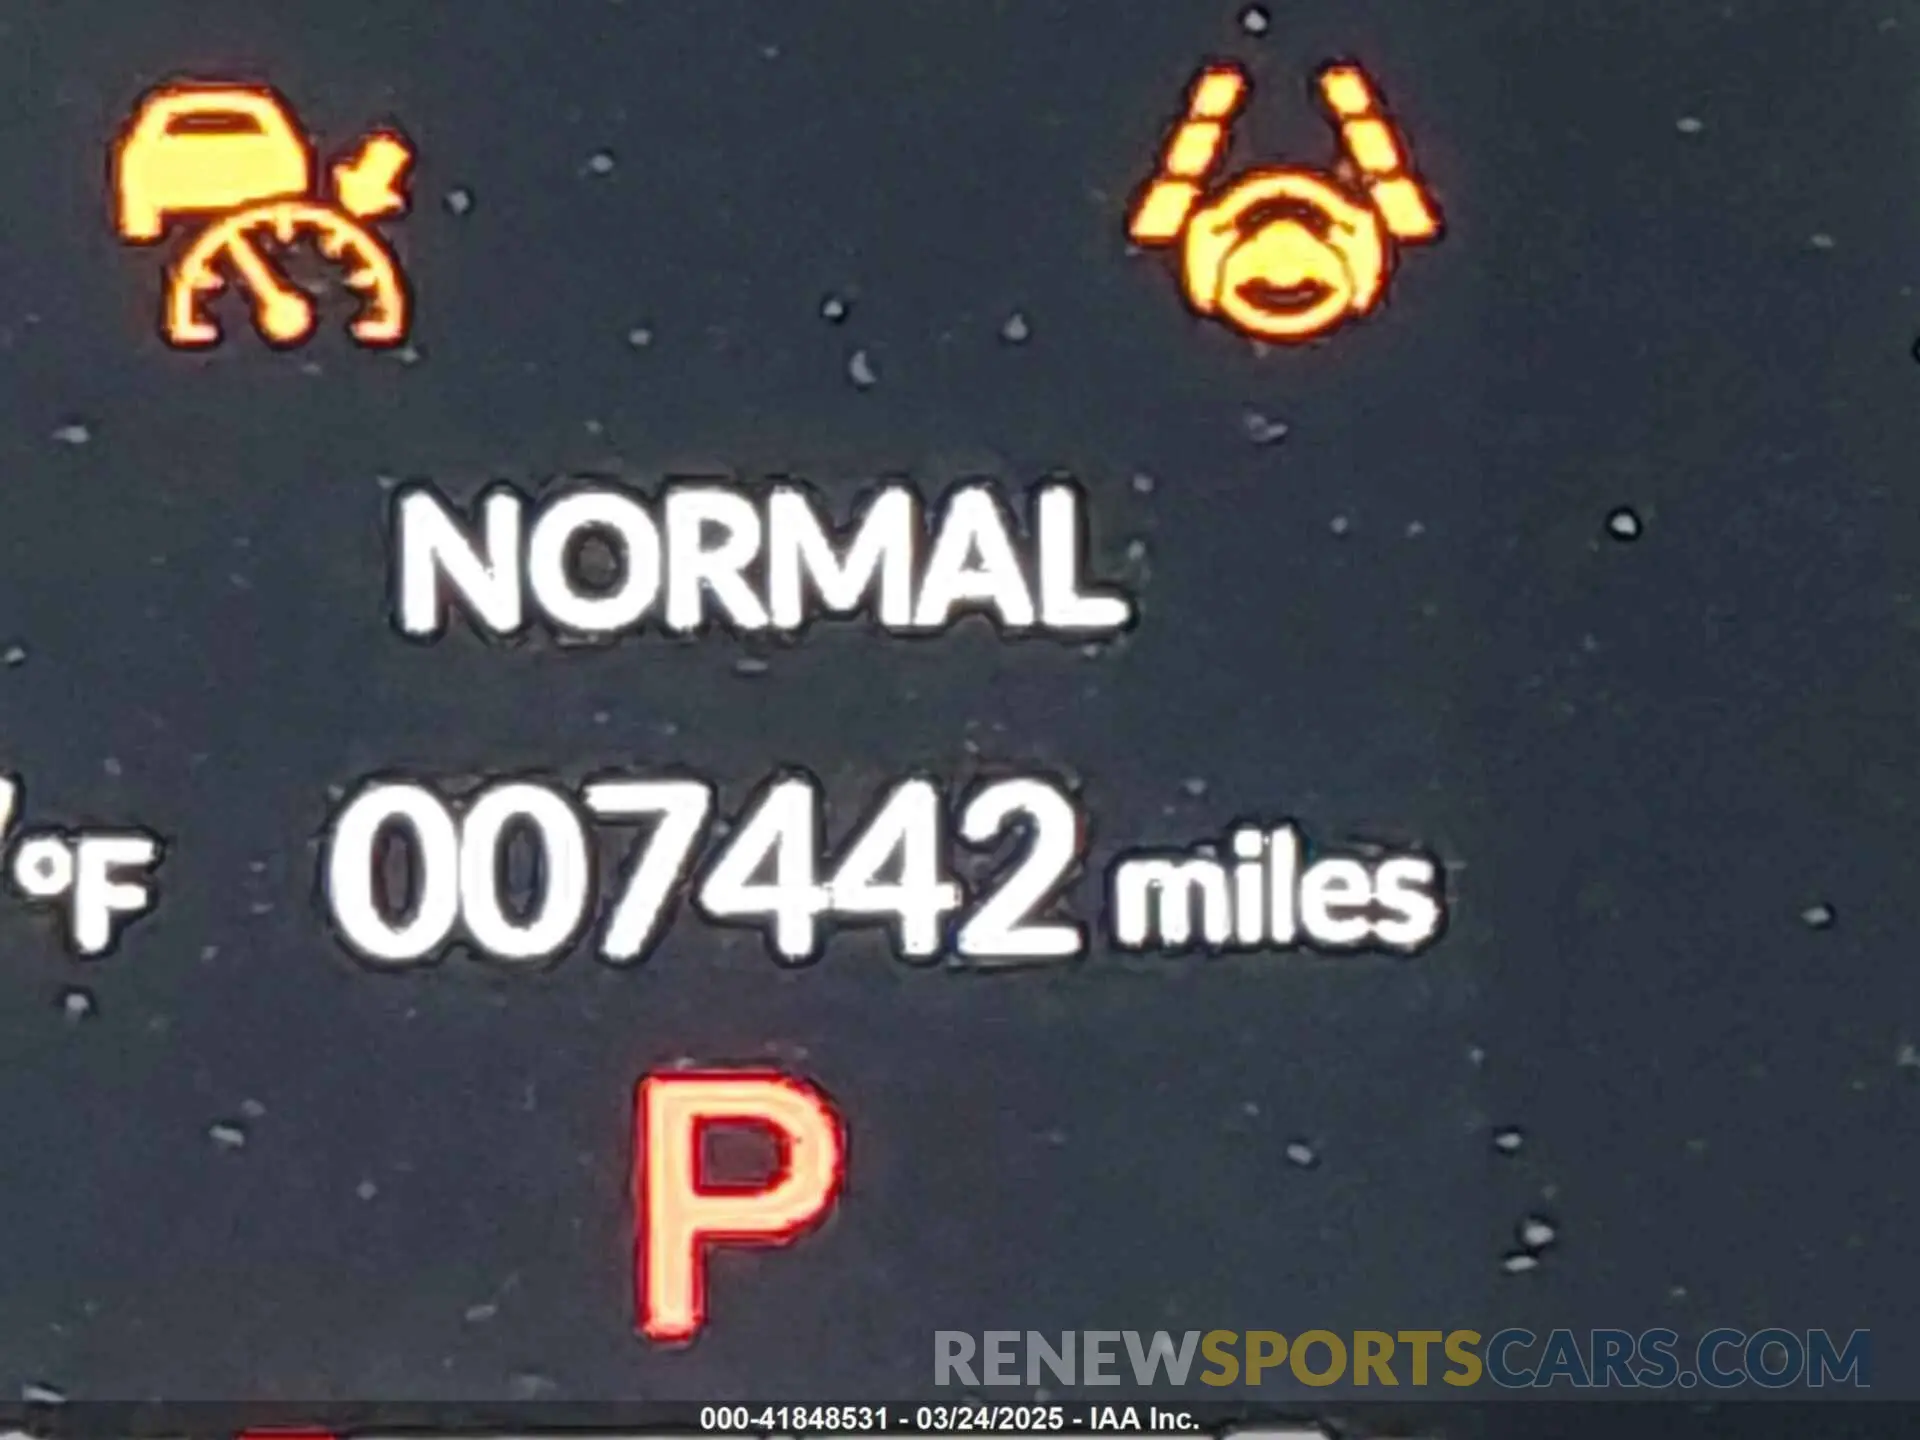 NORMAL
°F 007442 miles
P
RENEWSPORTSCARS.COM
000-41848531 - 03/24/2025 - IAA Inc.